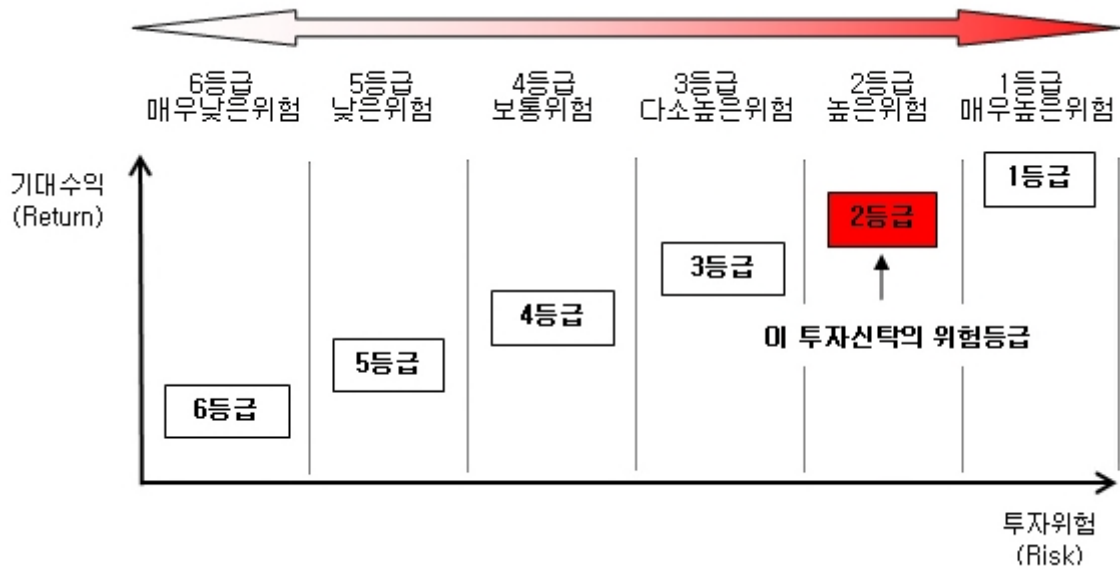 6등급
매우낮은위험
5등급
낮은위험
4등급
보통위험
3등급
다소높은위험
2등급
높은위험
1등급
매우높은위험
기대수익
(Return)
1등급
2등급
3등급
4등급
이 투자신탁의 위험등급
5등급
6등급
투자위험
(Risk)